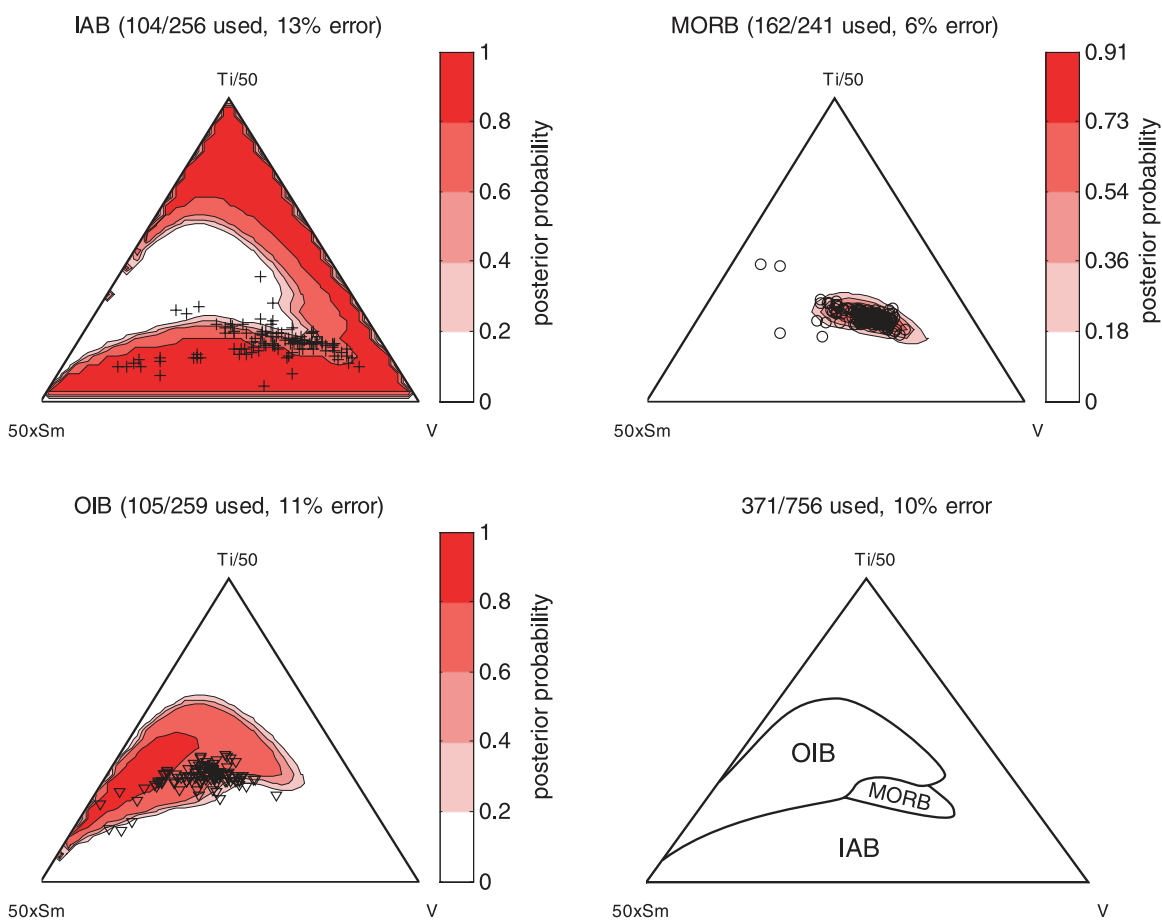 IAB (104/256 used, 13% error)
Ti/50
50xSm
V
1
0.8
0.6
0.4
0.2
0
posterior probability
MORB (162/241 used, 6% error)
Ti/50
50xSm
V
0.91
0.73
0.54
0.36
0.18
0
posterior probability
OIB (105/259 used, 11% error)
Ti/50
50xSm
V
1
0.8
0.6
0.4
0.2
0
posterior probability
371/756 used, 10% error
Ti/50
OIB
MORB
IAB
50xSm
V